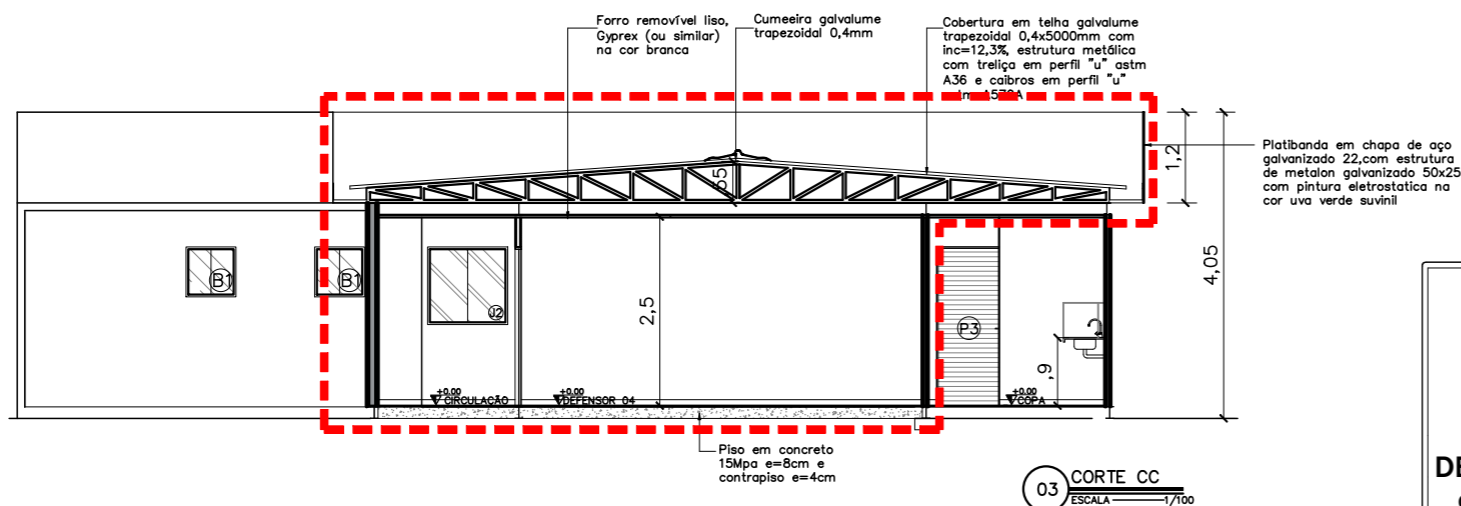 Forro removível liso,
Gyprex (ou similar)
na cor branca
Cumeeira galvalume
trapezoidal 0,4mm
Cobertura em telha galvalume
trapezoidal 0,4x5000mm com
inc=12,3%, estrutura metálica
com treliça em perfil "u" astm
A36 e caibros em perfil "u"
Platibanda em chapa de aço
galvanizado 22,com estrutura
de metalon galvanizado 50x25
com pintura eletrostatica na
cor uva verde suvinil
1,2
4,05
B1
B1
J2
2,5
P3
,9
+0.00
CIRCULAÇÃO
+0.00
DEFENSOR 04
+0.00
COPA
Piso em concreto
15Mpa e=8cm e
contrapiso e=4cm
03
CORTE CC
ESCALA
1/100
DE